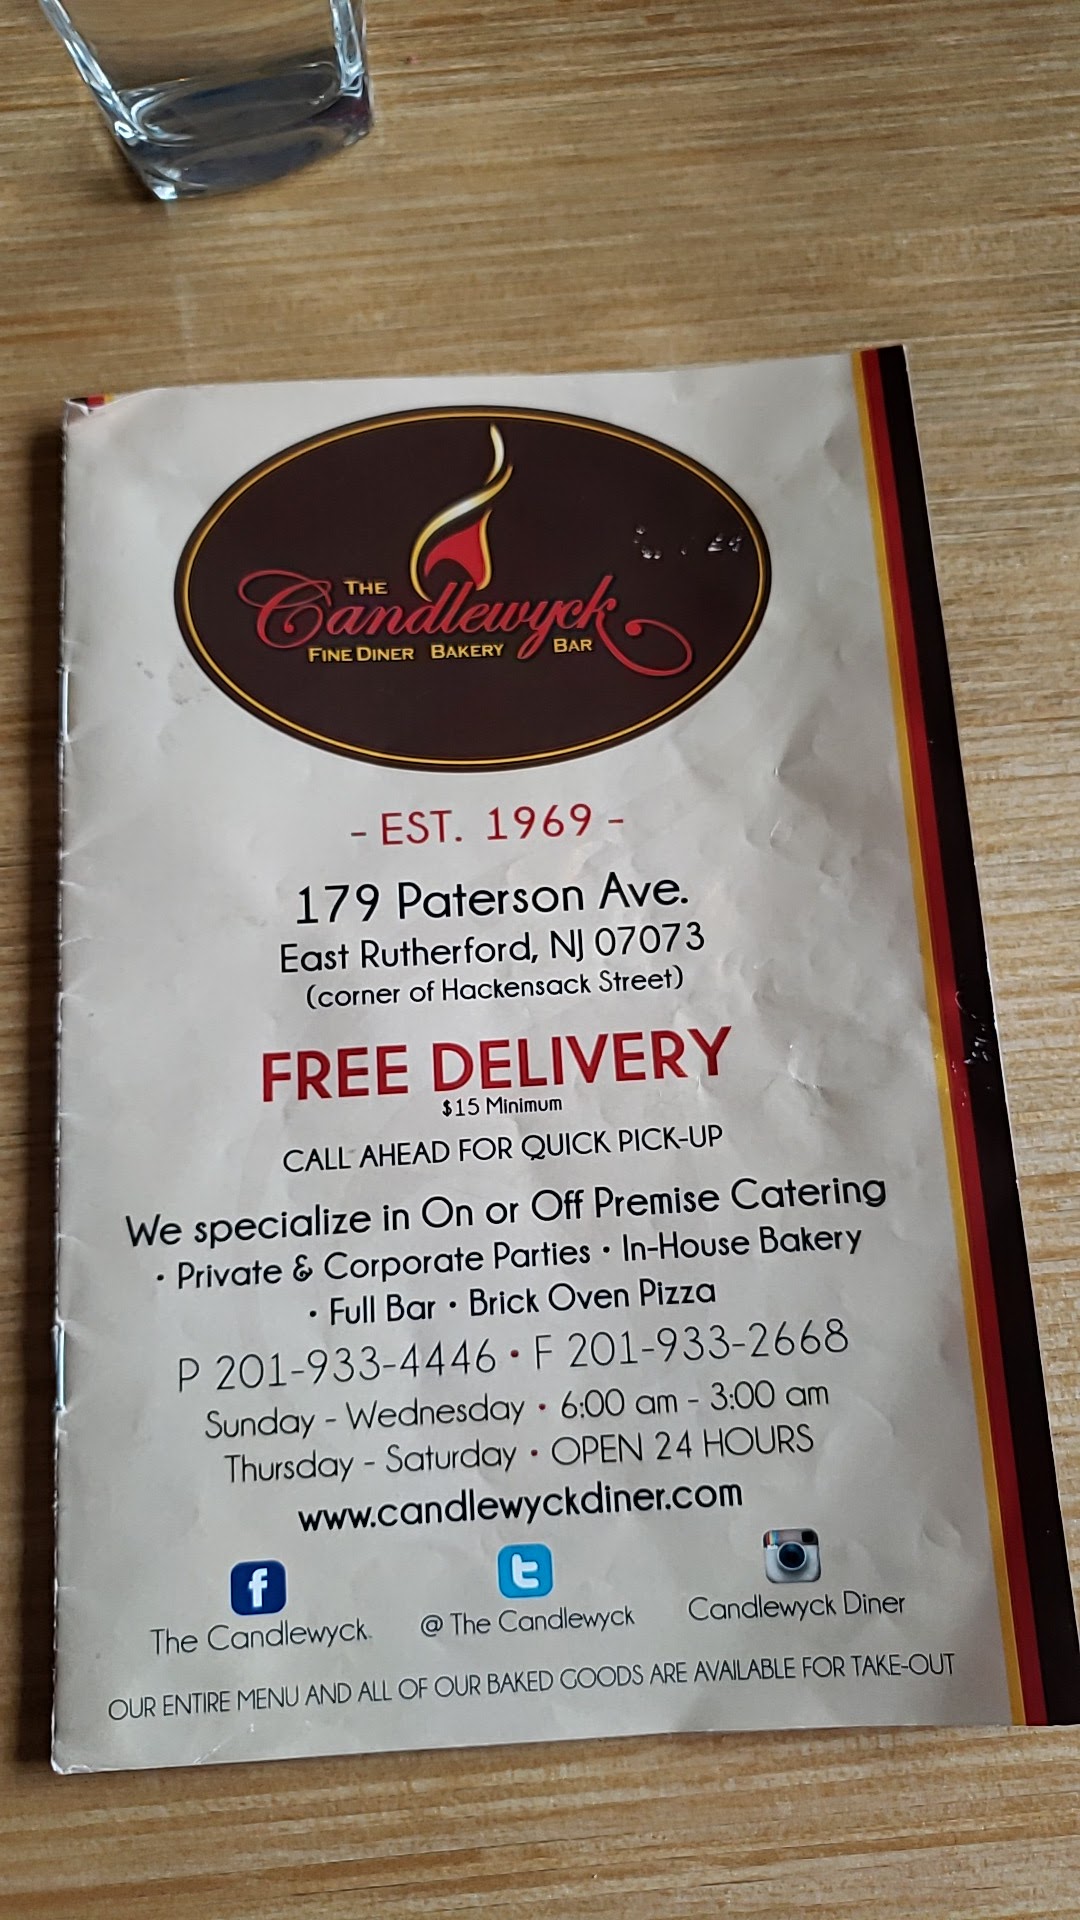 THE
Candlewyck
FINE DINER BAKERY BAR
- EST. 1969 -
179 Paterson Ave.
East Rutherford, NJ 07073
(corner of Hackensack Street)
FREE DELIVERY
$15 Minimum
CALL AHEAD FOR QUICK PICK-UP
We specialize in On or Off Premise Catering
• Private & Corporate Parties • In-House Bakery
• Full Bar • Brick Oven Pizza
P 201-933-4446 • F 201-933-2668
Sunday - Wednesday • 6:00 am - 3:00 am
Thursday - Saturday • OPEN 24 HOURS
www.candlewyckdiner.com
f t
The Candlewyck @ The Candlewyck Candlewyck Diner
OUR ENTIRE MENU AND ALL OF OUR BAKED GOODS ARE AVAILABLE FOR TAKE-OUT